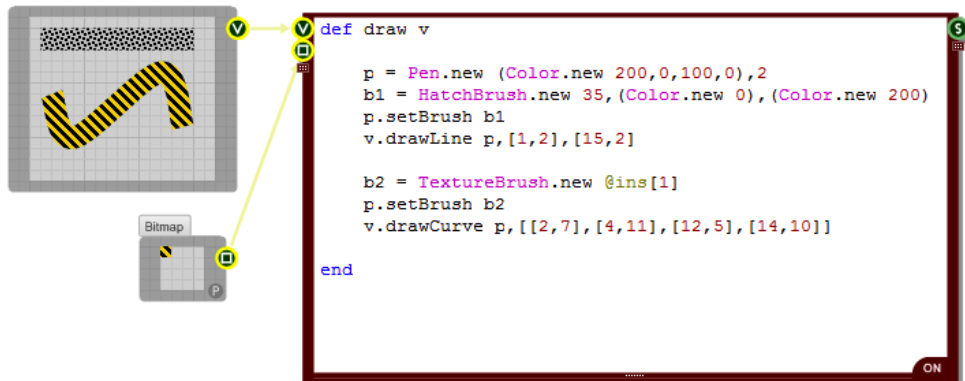 V
V
S
def draw v
p = Pen.new (Color.new 200,0,100,0),2
b1 = HatchBrush.new 35,(Color.new 0),(Color.new 200)
p.setBrush b1
v.drawLine p,[1,2],[15,2]
b2 = TextureBrush.new @ins[1]
p.setBrush b2
v.drawCurve p,[[2,7],[4,11],[12,5],[14,10]]
end
Bitmap
P
ON